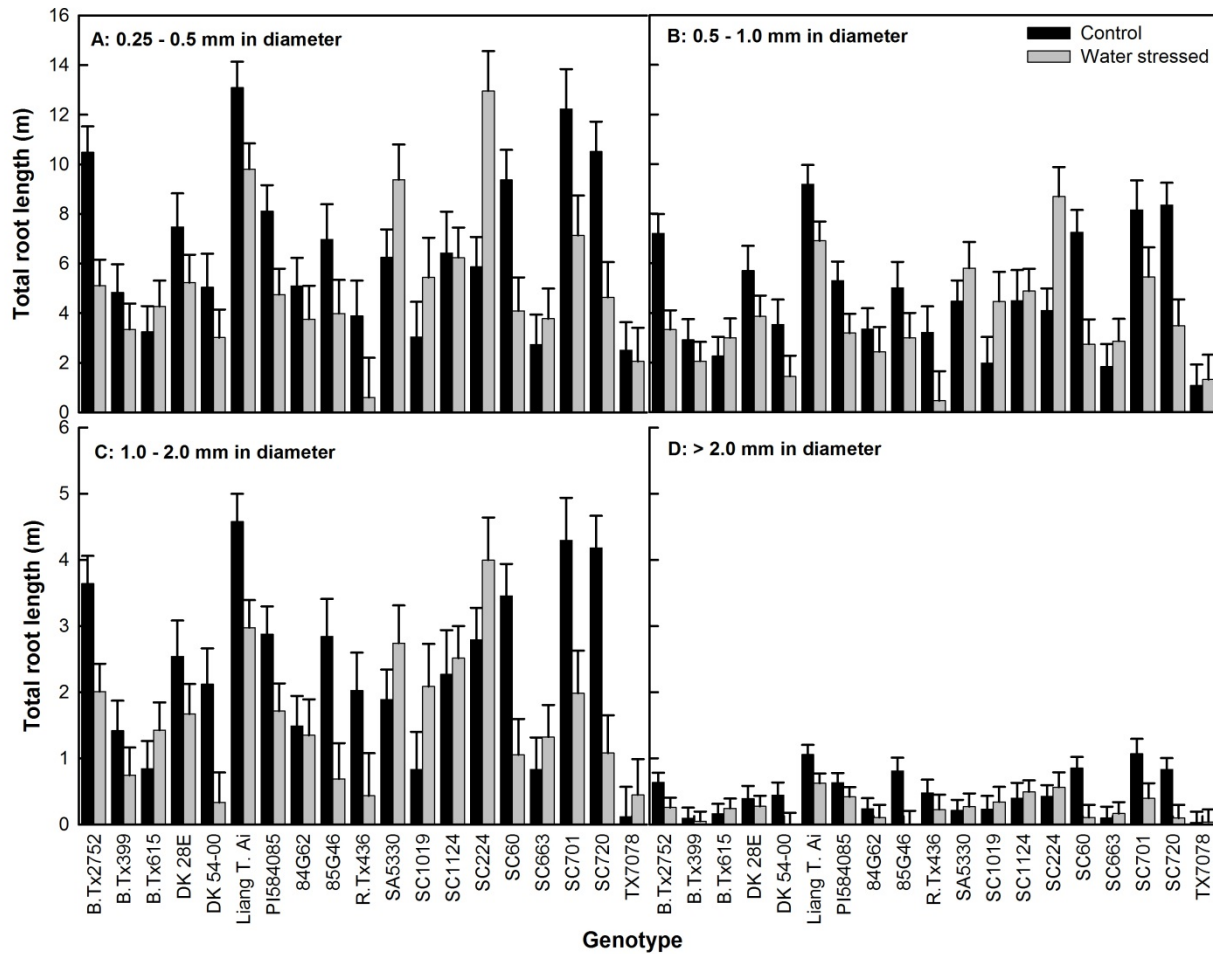 A: 0.25 - 0.5 mm in diameter
Total root length (m)
16
14
12
10
8
6
4
2
0
B: 0.5 - 1.0 mm in diameter
Control
Water stressed
C: 1.0 - 2.0 mm in diameter
Total root length (m)
6
5
4
3
2
1
0
D: > 2.0 mm in diameter
B.Tx2752
B.Tx399
B.Tx615
DK 28E
DK 54-00
Liang T. Ai
PI584085
84G62
85G46
R.Tx436
SA5330
SC1019
SC1124
SC224
SC60
SC663
SC701
SC720
TX7078
B.Tx2752
B.Tx399
B.Tx615
DK 28E
DK 54-00
Liang T. Ai
PI584085
84G62
85G46
R.Tx436
SA5330
SC1019
SC1124
SC224
SC60
SC663
SC701
SC720
TX7078
Genotype